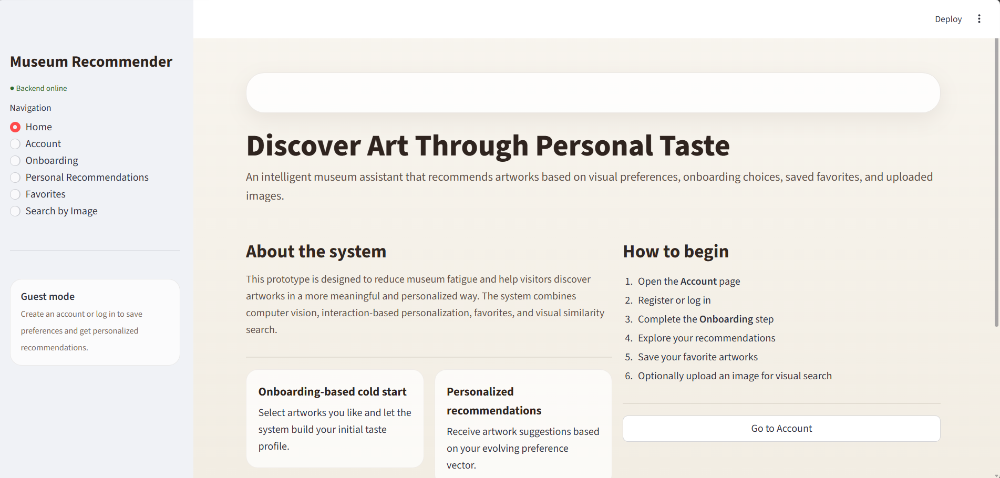 Deploy
Museum Recommender
● Backend online
Navigation
Home
Account
Onboarding
Personal Recommendations
Favorites
Search by Image
Guest mode
Create an account or log in to save
preferences and get personalized
recommendations.
Discover Art Through Personal Taste
An intelligent museum assistant that recommends artworks based on visual preferences, onboarding choices, saved favorites, and uploaded
images.
About the system
This prototype is designed to reduce museum fatigue and help visitors discover
artworks in a more meaningful and personalized way. The system combines
computer vision, interaction-based personalization, favorites, and visual similarity
search.
Onboarding-based cold start
Select artworks you like and let the
system build your initial taste
profile.
Personalized
recommendations
Receive artwork suggestions based
on your evolving preference
vector.
How to begin
1. Open the Account page
2. Register or log in
3. Complete the Onboarding step
4. Explore your recommendations
5. Save your favorite artworks
6. Optionally upload an image for visual search
Go to Account